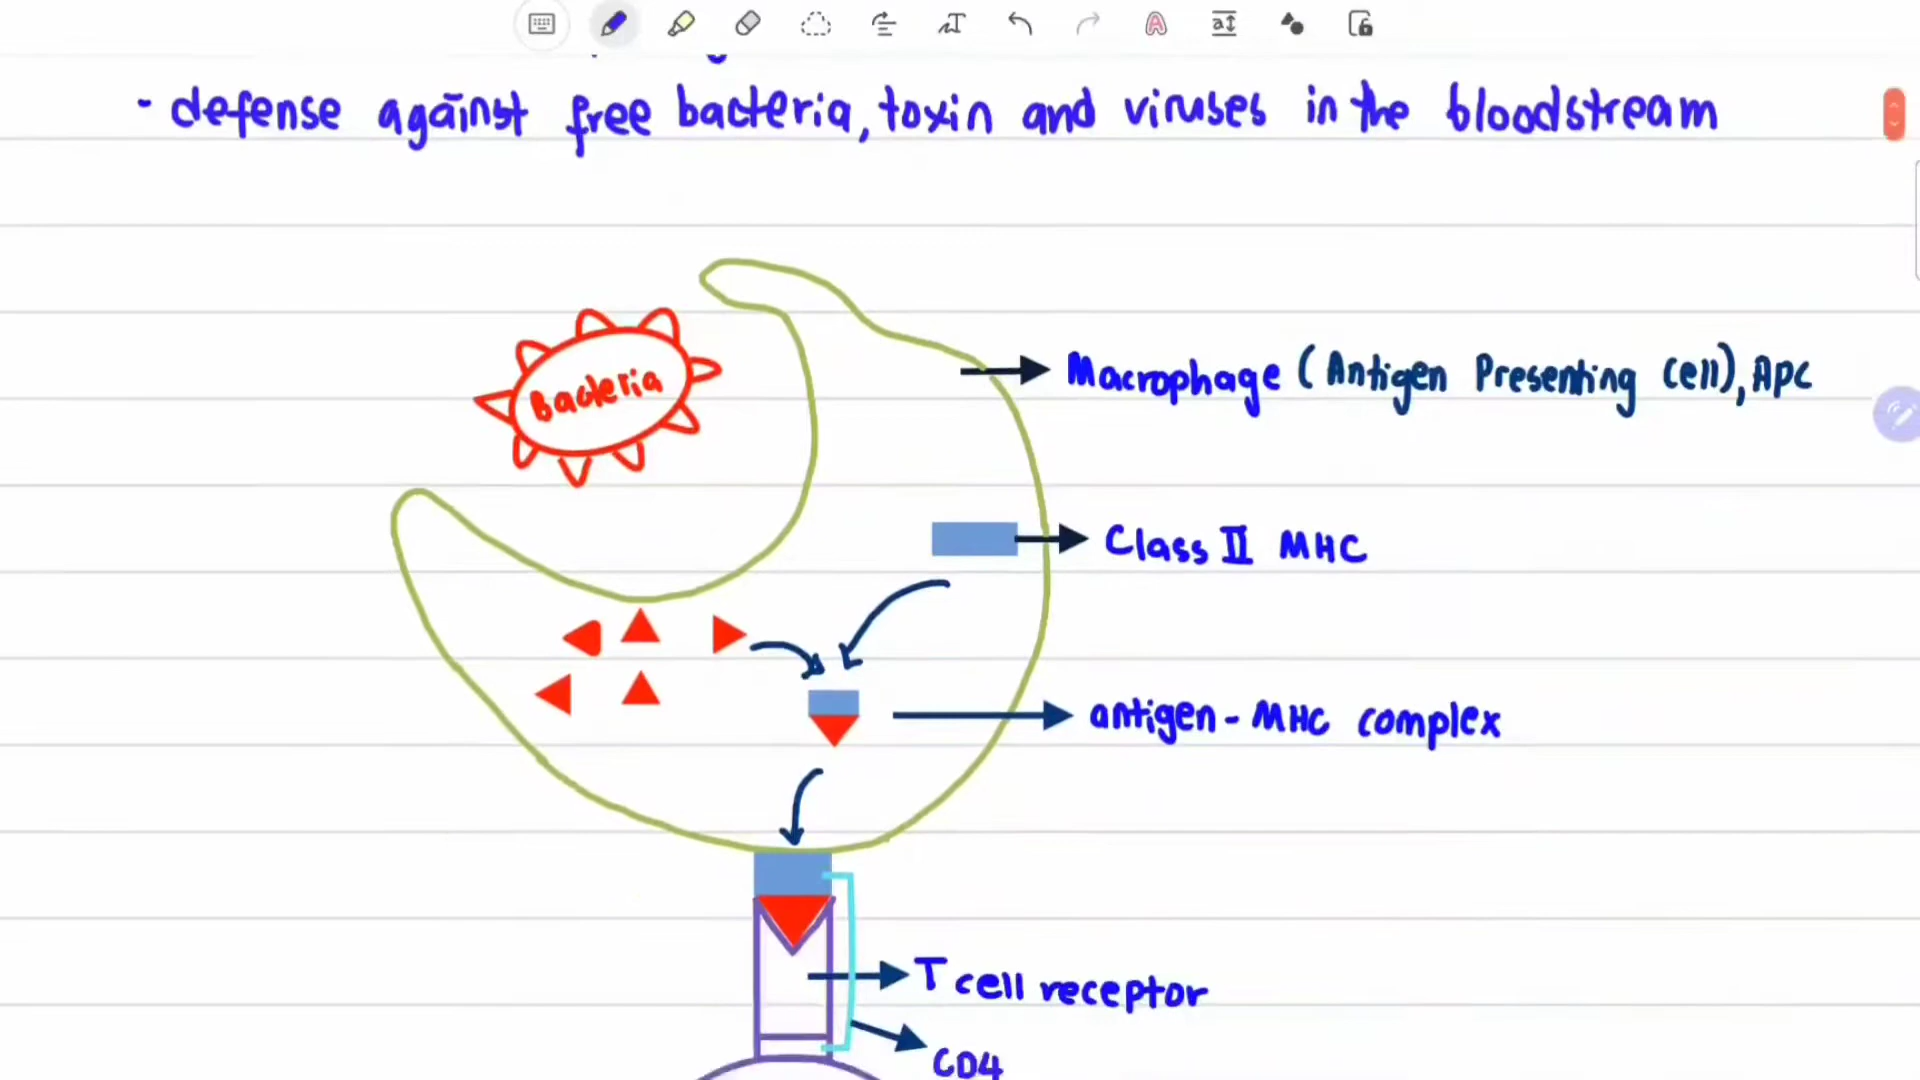 - defense against free bacteria, toxin and viruses in the bloodstream
Bacteria
Macrophage (Antigen Presenting Cell), APC
Class II MHC
antigen - MHC complex
T cell receptor
CD4